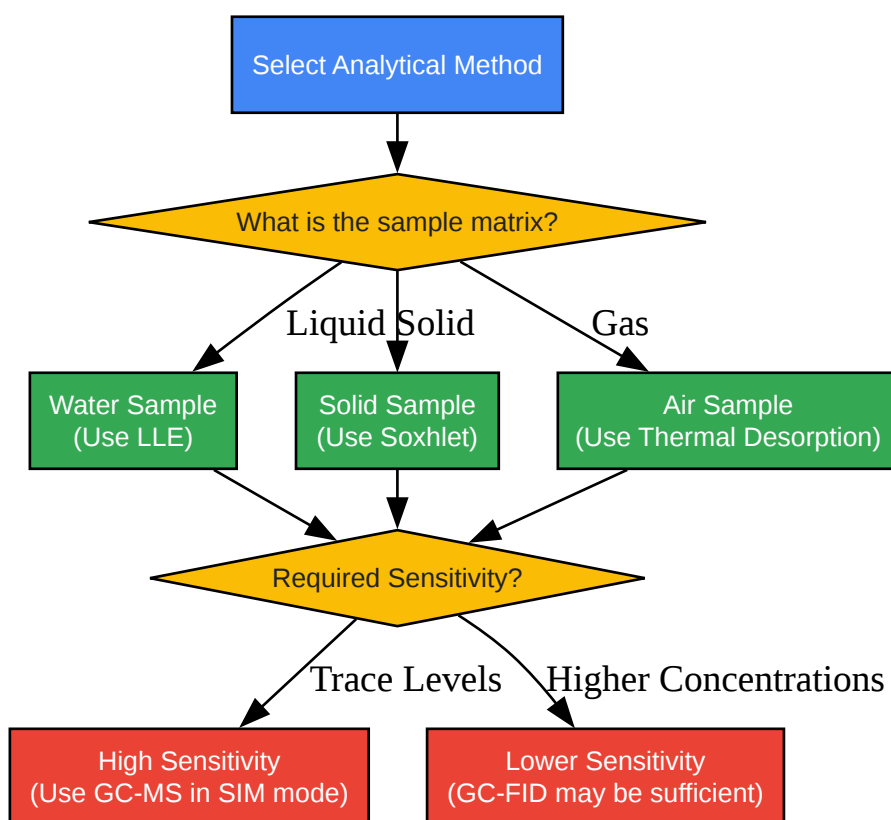 Select Analytical Method
What is the sample matrix?
Liquid
Solid
Gas
Water Sample
(Use LLE)
Solid Sample
(Use Soxhlet)
Air Sample
(Use Thermal Desorption)
Required Sensitivity?
Trace Levels
Higher Concentrations
High Sensitivity
(Use GC-MS in SIM mode)
Lower Sensitivity
(GC-FID may be sufficient)